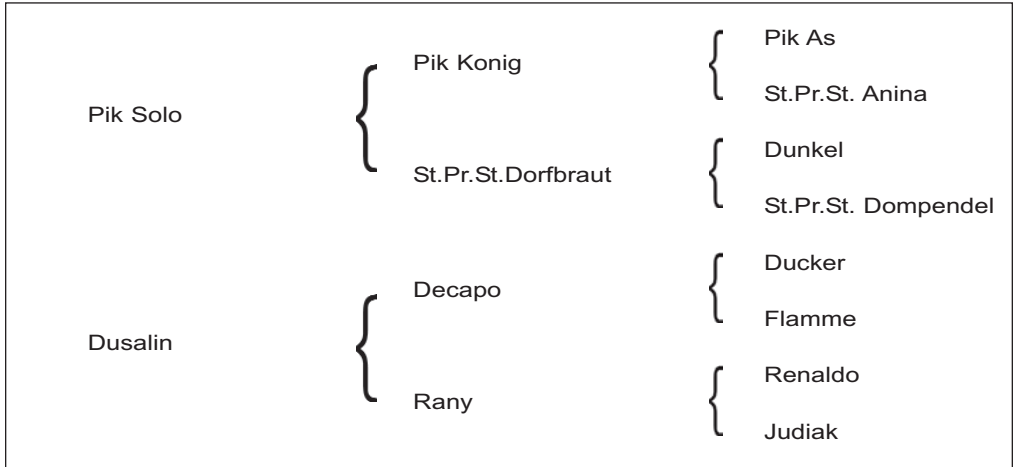 Pik As
Pik Konig
St.Pr.St. Anina
Pik Solo
Dunkel
St.Pr.St.Dorfbraut
St.Pr.St. Dompendel
Ducker
Decapo
Flamme
Dusalin
Renaldo
Rany
Judiak